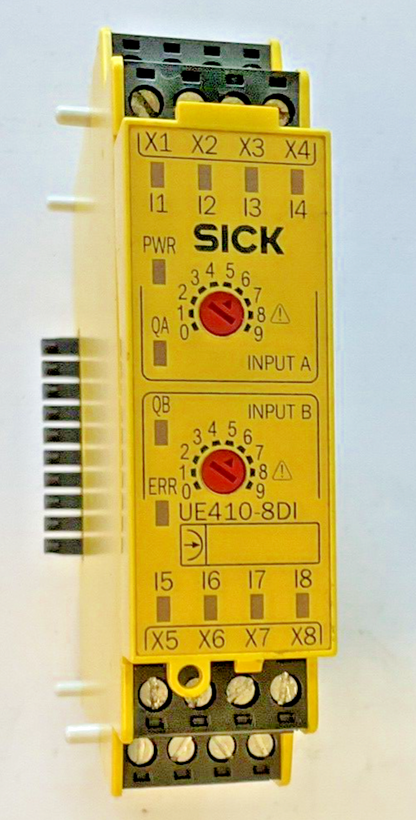 X1 X2 X3 X4
I1 I2 I3 I4
PWR SICK
0 1 2 3 4 5 6 7 8 9
QA
INPUT A
QB INPUT B
0 1 2 3 4 5 6 7 8 9
ERR
UE410-8DI
I5 I6 I7 I8
X5 X6 X7 X8